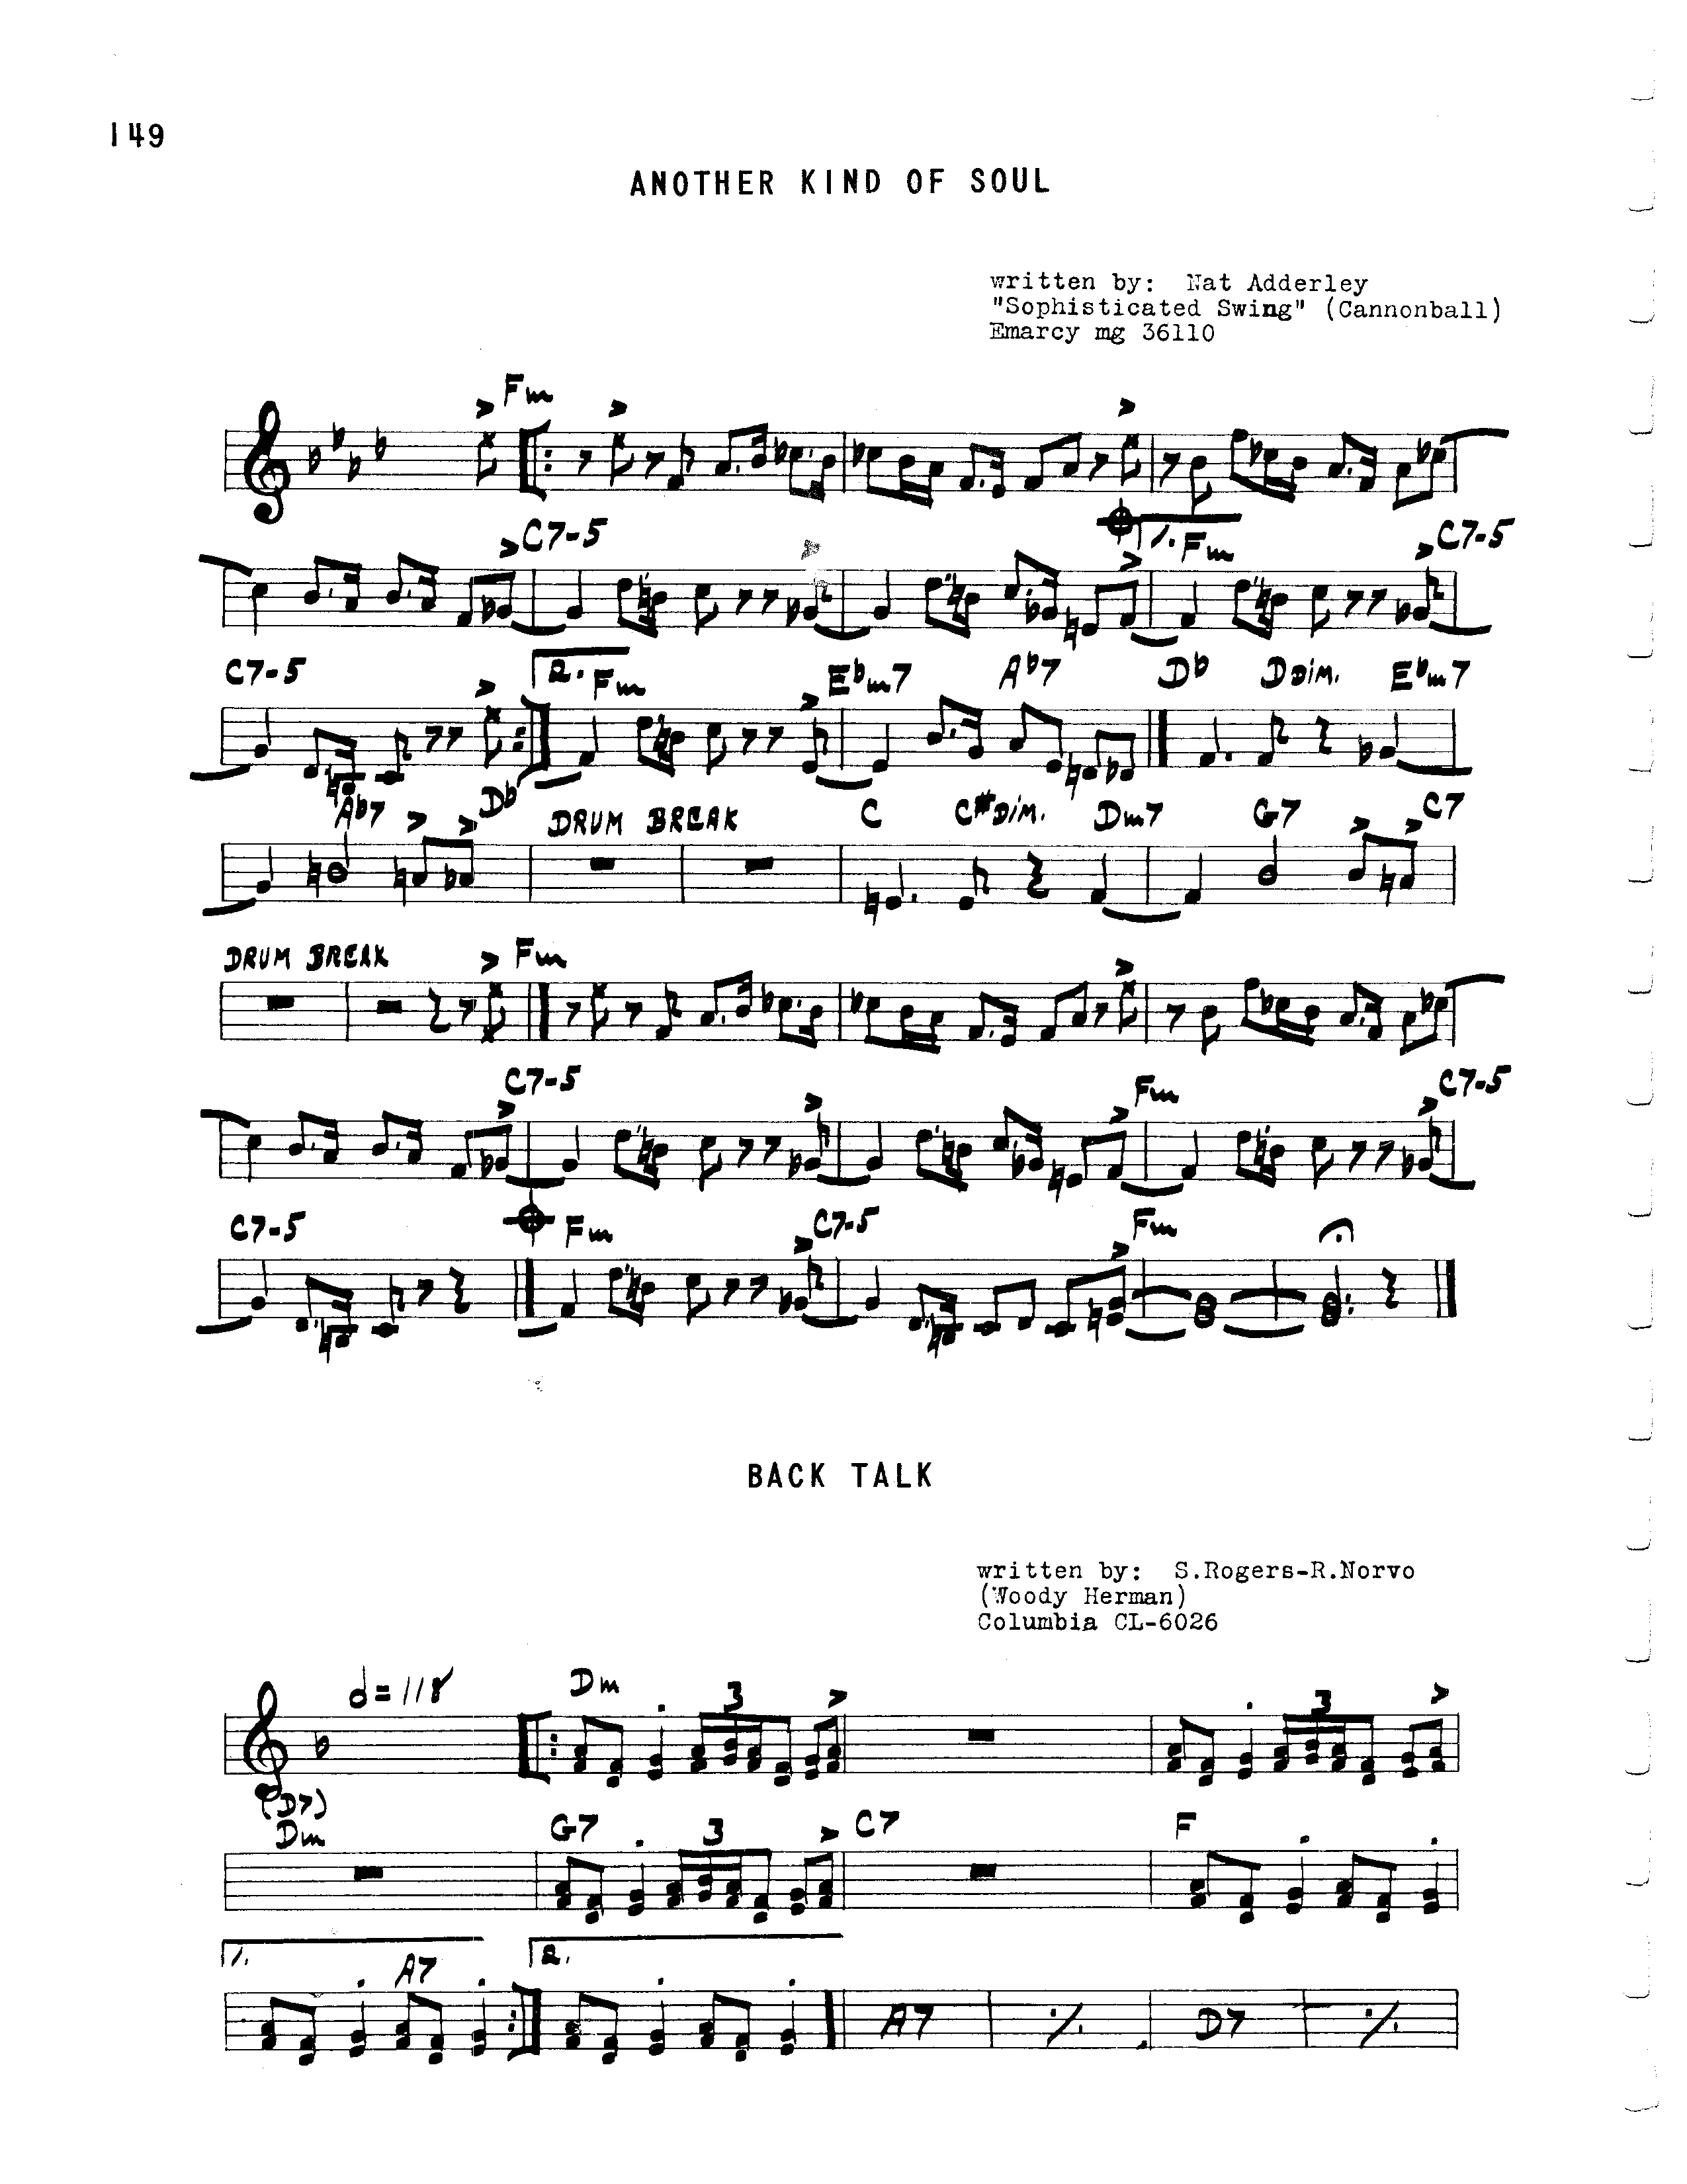 149
ANOTHER KIND OF SOUL
written by: Nat Adderley
"Sophisticated Swing" (Cannonball)
Emarcy mg 36110
Fm
C7-5 1. Fm C7-5
C7-5 2. Fm E♭m7 A♭7 D♭ D DIM. E♭m7
A♭7 D♭ DRUM BREAK C C#DIM. Dm7 G7 C7
DRUM BREAK Fm
C7-5 Fm C7-5
C7-5 Fm C7-5 Fm
BACK TALK
written by: S.Rogers-R.Norvo
(Woody Herman)
Columbia CL-6026
𝅗𝅥 = 118 Dm 3 3
(D7)
Dm G7 3 C7 F
1. A7 2.
A7 D7